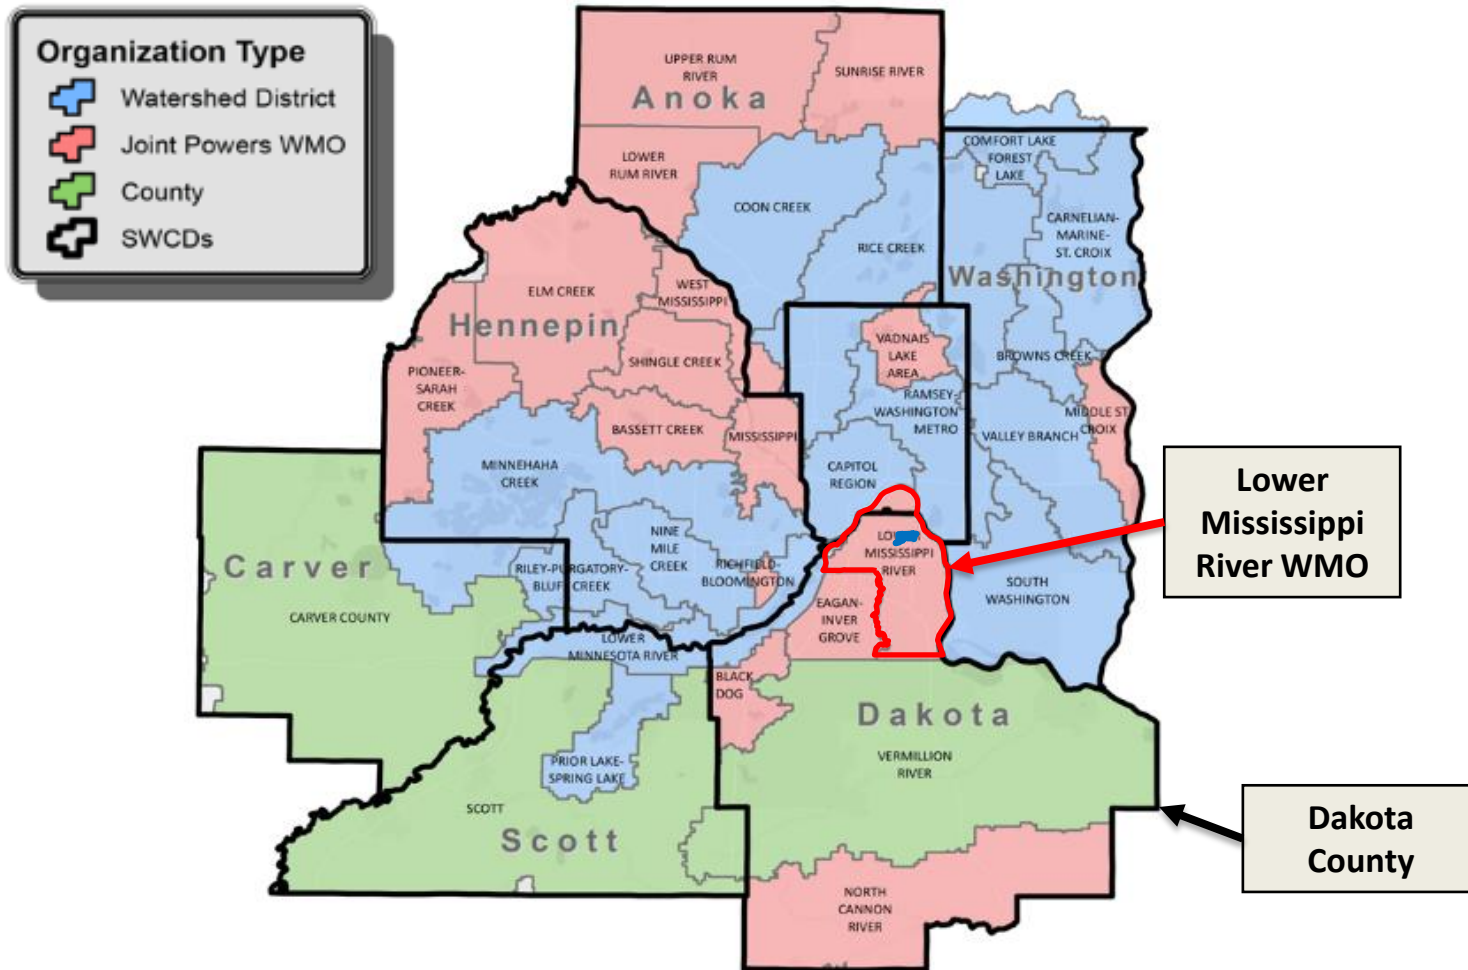 Organization Type
Watershed District
Joint Powers WMO
County
SWCDs
UPPER RUM
RIVER
SUNRISE RIVER
Anoka
LOWER
RUM RIVER
COON CREEK
RICE CREEK
COMFORT LAKE
FOREST
LAKE
CARNELIAN-
MARINE-
ST. CROIX
Washington
ELM CREEK
WEST
MISSISSIPPI
Hennepin
SHINGLE CREEK
VADNAIS
LAKE
AREA
BROWNS CREEK
PIONEER-
SARAH
CREEK
RAMSEY-
WASHINGTON
METRO
MIDDLE ST
CROIX
BASSETT CREEK
MISSISSIPPI
VALLEY BRANCH
MINNEHAHA
CREEK
CAPITOL
REGION
Lower
Mississippi
River WMO
NINE
MILE
CREEK
MISSISSIPPI
RIVER
Carver
RILEY-PURGATORY-
BLUFF CREEK
RICHFIELD-
BLOOMINGTON
SOUTH
WASHINGTON
CARVER COUNTY
EAGAN-
INVER
GROVE
LOWER
MINNESOTA RIVER
BLACK
DOG
Dakota
VERMILLION
RIVER
PRIOR LAKE-
SPRING LAKE
SCOTT
Scott
Dakota
County
NORTH
CANNON
RIVER